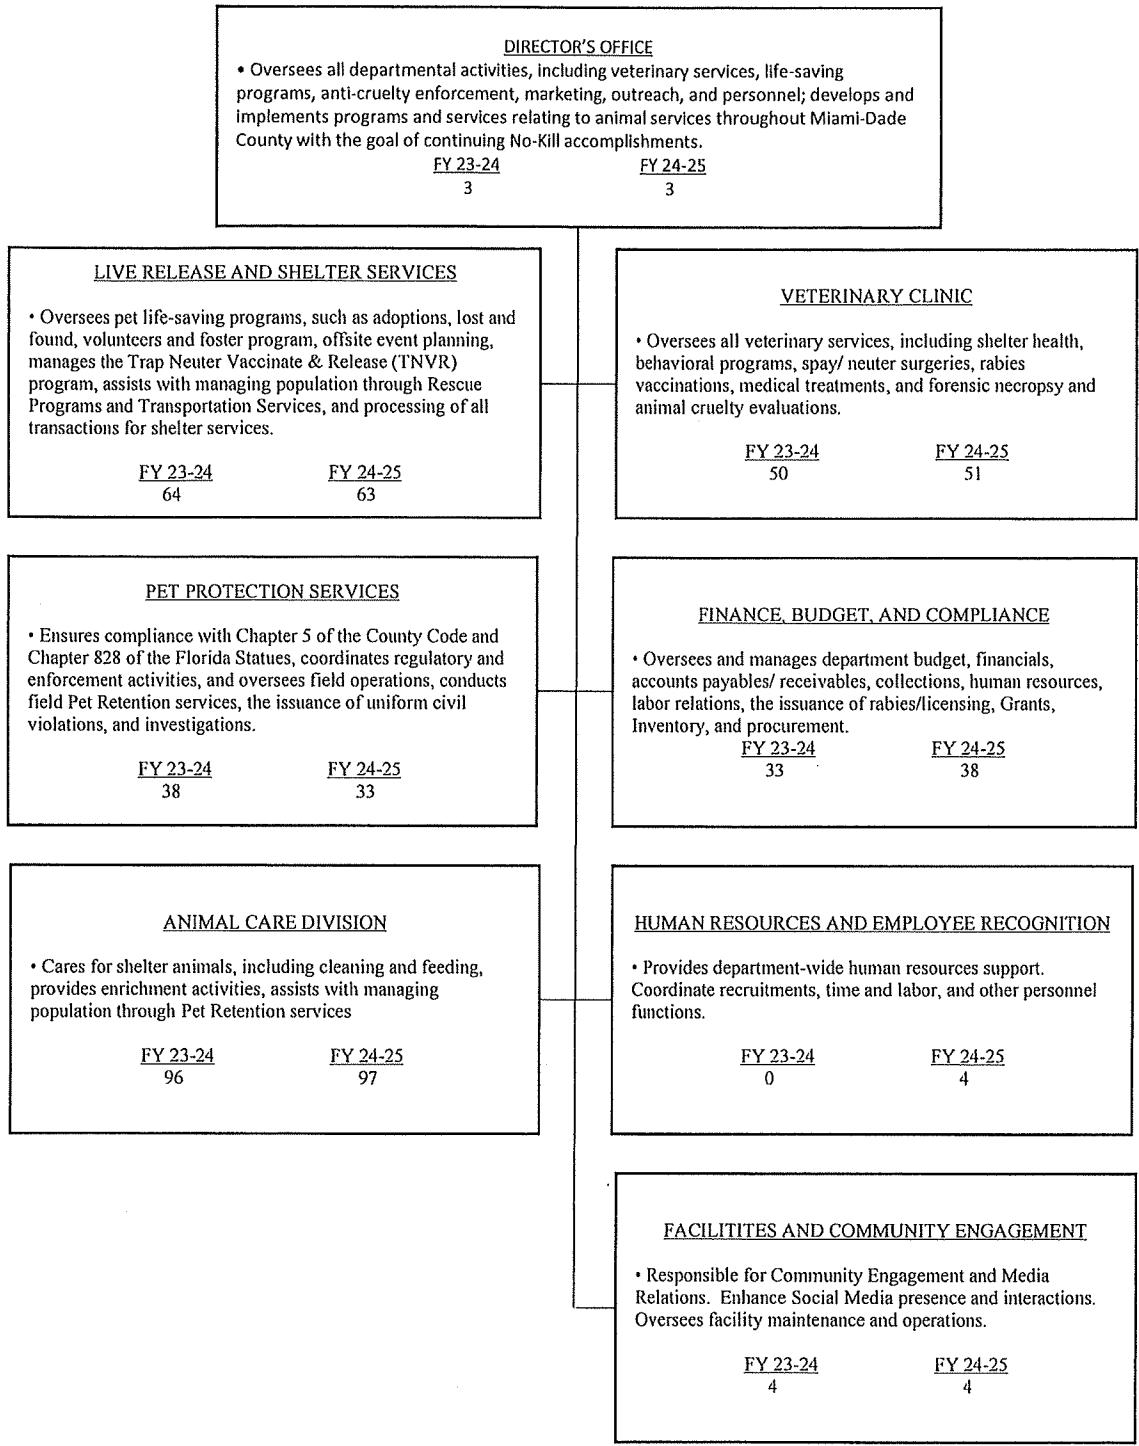 DIRECTOR'S OFFICE
• Oversees all departmental activities, including veterinary services, life-saving
programs, anti-cruelty enforcement, marketing, outreach, and personnel; develops and
implements programs and services relating to animal services throughout Miami-Dade
County with the goal of continuing No-Kill accomplishments.
FY 23-24 FY 24-25
3 3
LIVE RELEASE AND SHELTER SERVICES
• Oversees pet life-saving programs, such as adoptions, lost and
found, volunteers and foster program, offsite event planning,
manages the Trap Neuter Vaccinate & Release (TNVR)
program, assists with managing population through Rescue
Programs and Transportation Services, and processing of all
transactions for shelter services.
FY 23-24 FY 24-25
64 63
VETERINARY CLINIC
• Oversees all veterinary services, including shelter health,
behavioral programs, spay/ neuter surgeries, rabies
vaccinations, medical treatments, and forensic necropsy and
animal cruelty evaluations.
FY 23-24 FY 24-25
50 51
PET PROTECTION SERVICES
• Ensures compliance with Chapter 5 of the County Code and
Chapter 828 of the Florida Statues, coordinates regulatory and
enforcement activities, and oversees field operations, conducts
field Pet Retention services, the issuance of uniform civil
violations, and investigations.
FY 23-24 FY 24-25
38 33
FINANCE, BUDGET, AND COMPLIANCE
• Oversees and manages department budget, financials,
accounts payables/ receivables, collections, human resources,
labor relations, the issuance of rabies/licensing, Grants,
Inventory, and procurement.
FY 23-24 FY 24-25
33 38
ANIMAL CARE DIVISION
• Cares for shelter animals, including cleaning and feeding,
provides enrichment activities, assists with managing
population through Pet Retention services
FY 23-24 FY 24-25
96 97
HUMAN RESOURCES AND EMPLOYEE RECOGNITION
• Provides department-wide human resources support.
Coordinate recruitments, time and labor, and other personnel
functions.
FY 23-24 FY 24-25
0 4
FACILITITES AND COMMUNITY ENGAGEMENT
• Responsible for Community Engagement and Media
Relations. Enhance Social Media presence and interactions.
Oversees facility maintenance and operations.
FY 23-24 FY 24-25
4 4